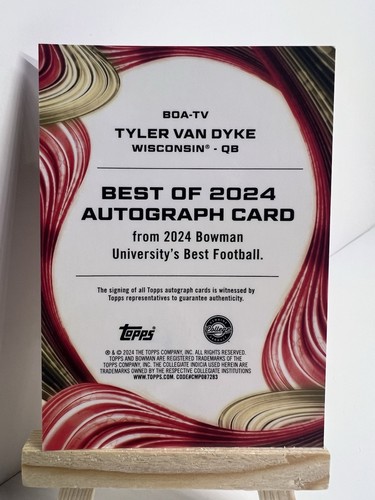 BOA-TV
TYLER VAN DYKE
WISCONSIN® - QB
BEST OF 2024
AUTOGRAPH CARD
from 2024 Bowman
University's Best Football.
The signing of all Topps autograph cards is witnessed by
Topps representatives to guarantee authenticity.
Topps
College
® & © 2024 THE TOPPS COMPANY, INC. ALL RIGHTS RESERVED.
TOPPS AND BOWMAN ARE REGISTERED TRADEMARKS OF THE
TOPPS COMPANY, INC. THE COLLEGIATE INDICIA USED HEREIN ARE
TRADEMARKS OWNED BY THE RESPECTIVE COLLEGIATE INSTITUTIONS
WWW.TOPPS.COM. CODE#CMP087283